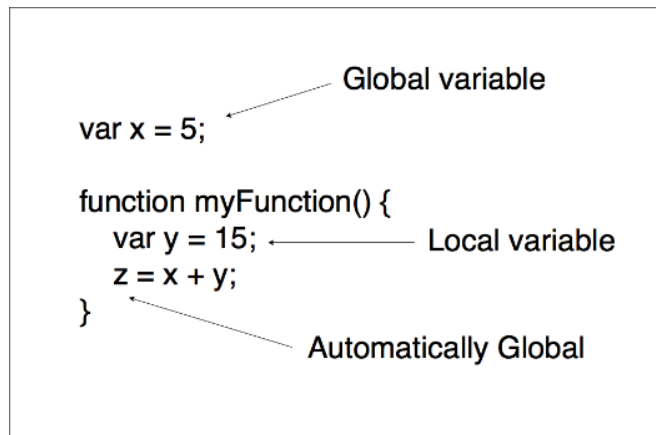 Global variable
var x = 5;
function myFunction() {
var y = 15;
Local variable
z = x + y;
}
Automatically Global